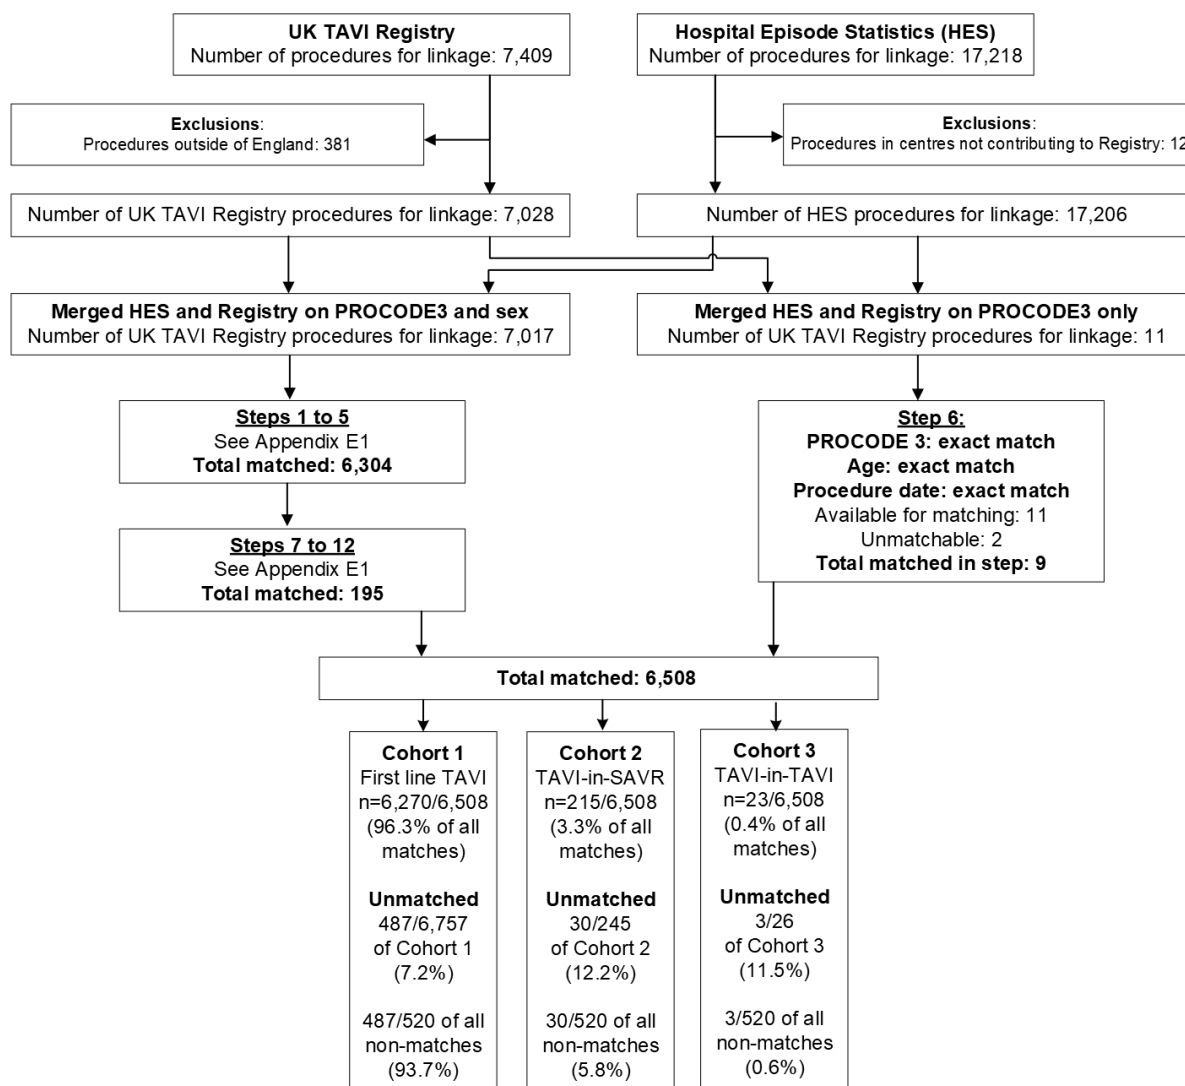 UK TAVI Registry
Number of procedures for linkage: 7,409
Hospital Episode Statistics (HES)
Number of procedures for linkage: 17,218
Exclusions:
Procedures outside of England: 381
Exclusions:
Procedures in centres not contributing to Registry: 12
Number of UK TAVI Registry procedures for linkage: 7,028
Number of HES procedures for linkage: 17,206
Merged HES and Registry on PROCODE3 and sex
Number of UK TAVI Registry procedures for linkage: 7,017
Merged HES and Registry on PROCODE3 only
Number of UK TAVI Registry procedures for linkage: 11
Steps 1 to 5
See Appendix E1
Total matched: 6,304
Step 6:
PROCODE 3: exact match
Age: exact match
Procedure date: exact match
Available for matching: 11
Unmatchable: 2
Total matched in step: 9
Steps 7 to 12
See Appendix E1
Total matched: 195
Total matched: 6,508
Cohort 1
First line TAVI
n=6,270/6,508
(96.3% of all
matches)
Unmatched
487/6,757
of Cohort 1
(7.2%)
487/520 of all
non-matches
(93.7%)
Cohort 2
TAVI-in-SAVR
n=215/6,508
(3.3% of all
matches)
Unmatched
30/245
of Cohort 2
(12.2%)
30/520 of all
non-matches
(5.8%)
Cohort 3
TAVI-in-TAVI
n=23/6,508
(0.4% of all
matches)
Unmatched
3/26
of Cohort 3
(11.5%)
3/520 of all
non-matches
(0.6%)